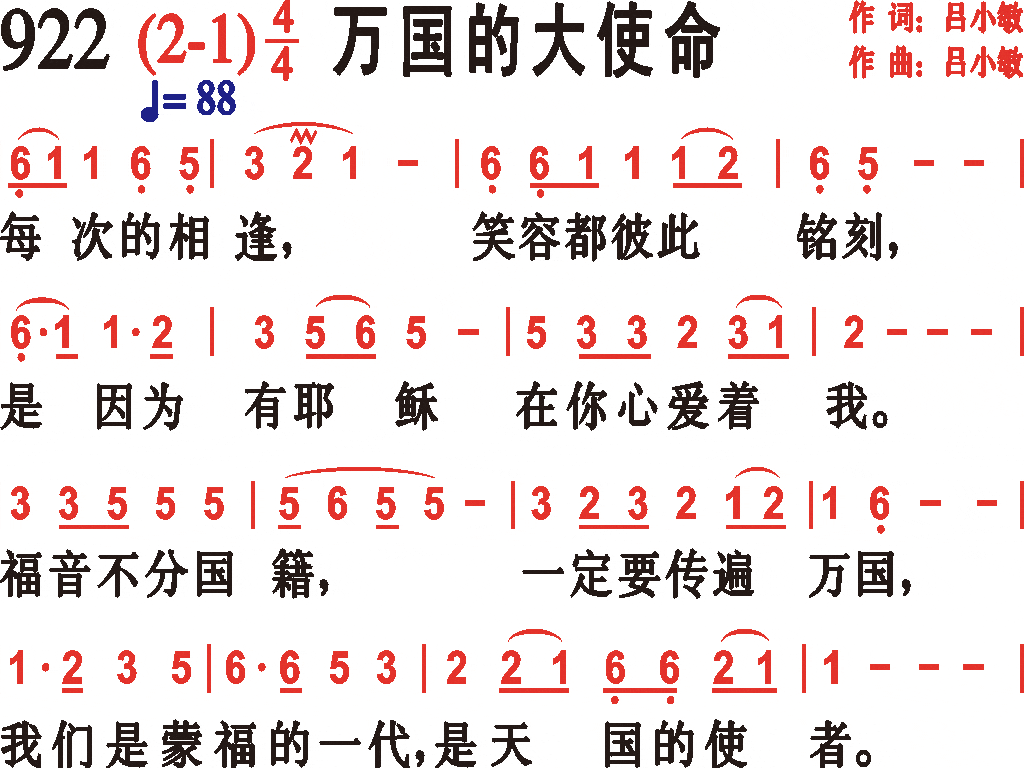 922 (2-1) 4/4 万国的大使命 作 词：吕小敏
♩= 88 作 曲：吕小敏
6 1 1 6 5 | 3 2 1 - | 6 6 1 1 1 2 | 6 5 - - |
每 次的相 逢， 笑容都彼此 铭刻，
6·1 1·2 | 3 5 6 5 - | 5 3 3 2 3 1 | 2 - - - |
是 因为 有耶 稣 在你心爱着 我。
3 3 5 5 5 | 5 6 5 5 - | 3 2 3 2 1 2 | 1 6 - - |
福音不分国 籍， 一定要传遍 万国，
1·2 3 5 | 6·6 5 3 | 2 2 1 6 6 2 1 | 1 - - - |
我们是蒙福的一代，是天 国的使 者。